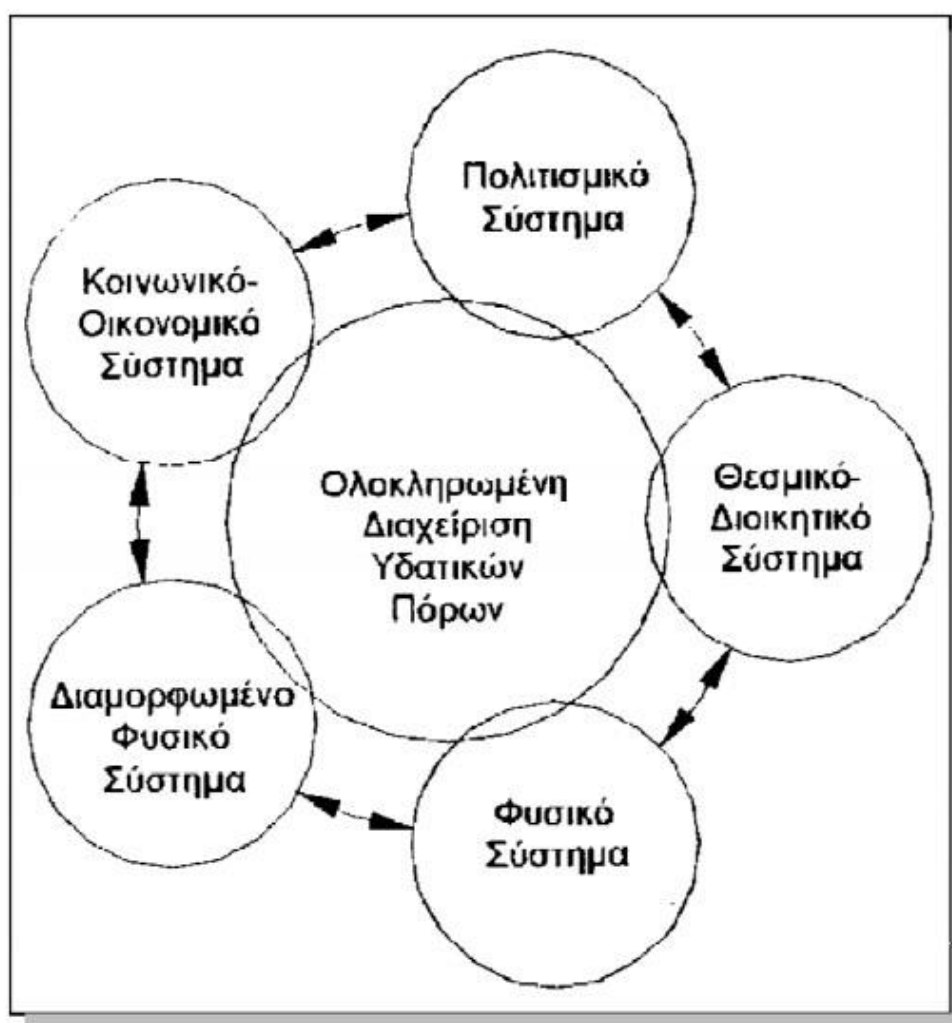 Πολιτισμικό
Σύστημα
Κοινωνικό-
Οικονομικό
Σύστημα
Ολοκληρωμένη
Διαχείριση
Υδατικών
Πόρων
Θεσμικό-
Διοικητικό
Σύστημα
Διαμορφωμένο
Φυσικό
Σύστημα
Φυσικό
Σύστημα